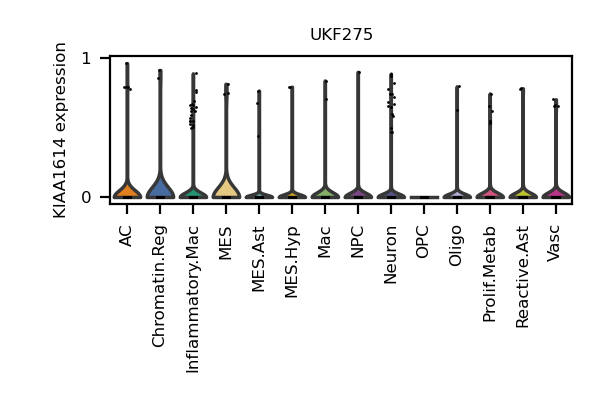 UKF275
KIAA1614 expression
1
0
AC
Chromatin.Reg
Inflammatory.Mac
MES
MES.Ast
MES.Hyp
Mac
NPC
Neuron
OPC
Oligo
Prolif.Metab
Reactive.Ast
Vasc